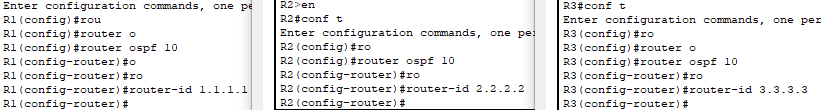 Enter configuration commands, one pe
R1(config)#rou
R1(config)#router o
R1(config)#router ospf 10
R1(config-router)#o
R1(config-router)#ro
R1(config-router)#router-id 1.1.1.1
R1(config-router)#
R2>en
R2#conf t
Enter configuration commands, one per
R2(config)#ro
R2(config)#router ospf 10
R2(config-router)#ro
R2(config-router)#router-id 2.2.2.2
R2(config-router)#
R3#conf t
Enter configuration commands, one per
R3(config)#ro
R3(config)#router o
R3(config)#router ospf 10
R3(config-router)#ro
R3(config-router)#router-id 3.3.3.3
R3(config-router)#